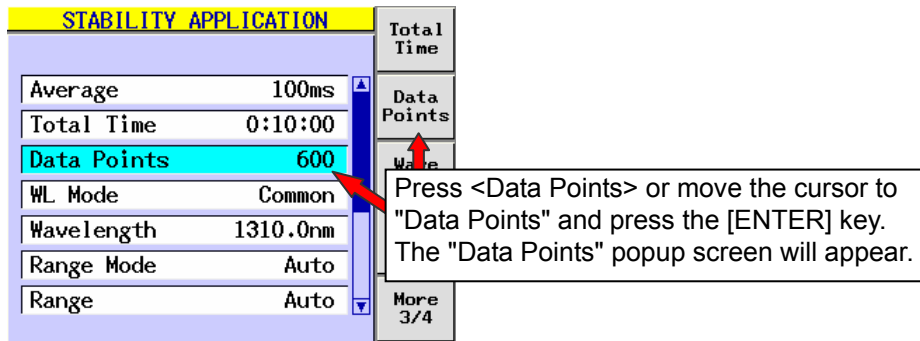 STABILITY APPLICATION
Average 100ms
Total Time 0:10:00
Data Points 600
WL Mode Common
Wavelength 1310.0nm
Range Mode Auto
Range Auto
Total
Time
Data
Points
More
3/4
Press <Data Points> or move the cursor to
"Data Points" and press the [ENTER] key.
The "Data Points" popup screen will appear.